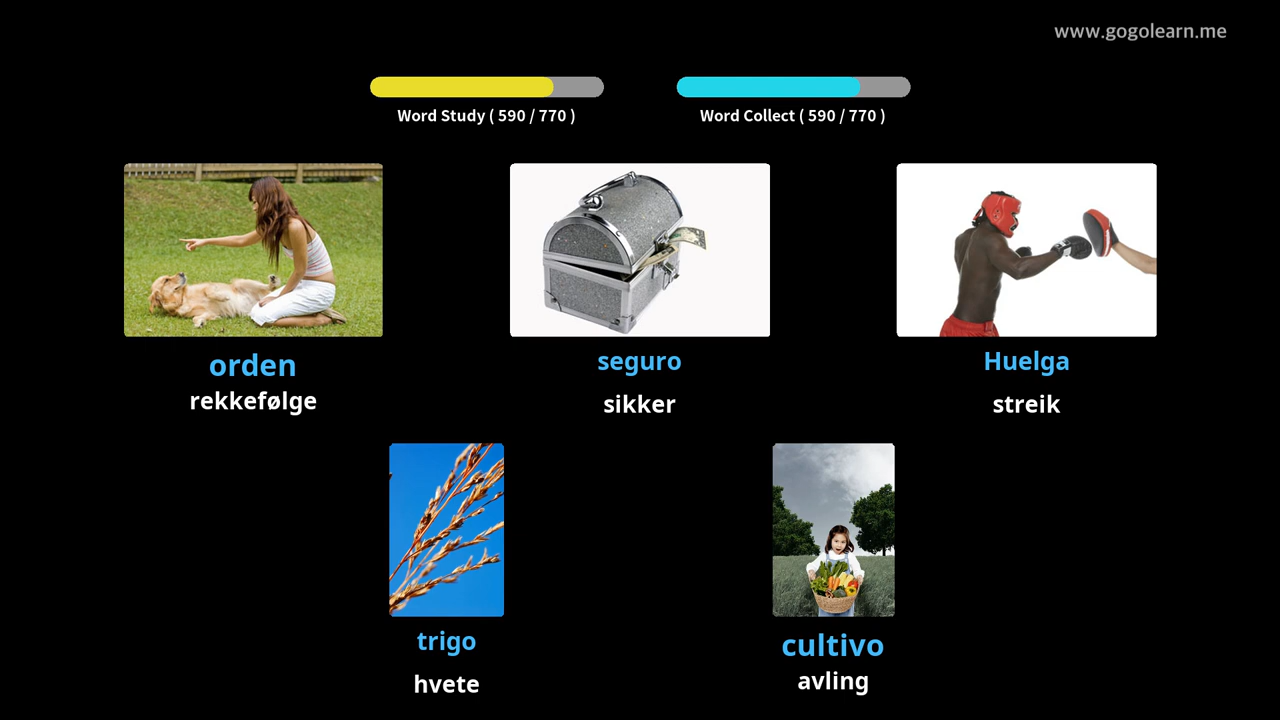 www.gogolearn.me
Word Study ( 590 / 770 )
Word Collect ( 590 / 770 )
orden
rekkefølge
seguro
sikker
Huelga
streik
trigo
hvete
cultivo
avling